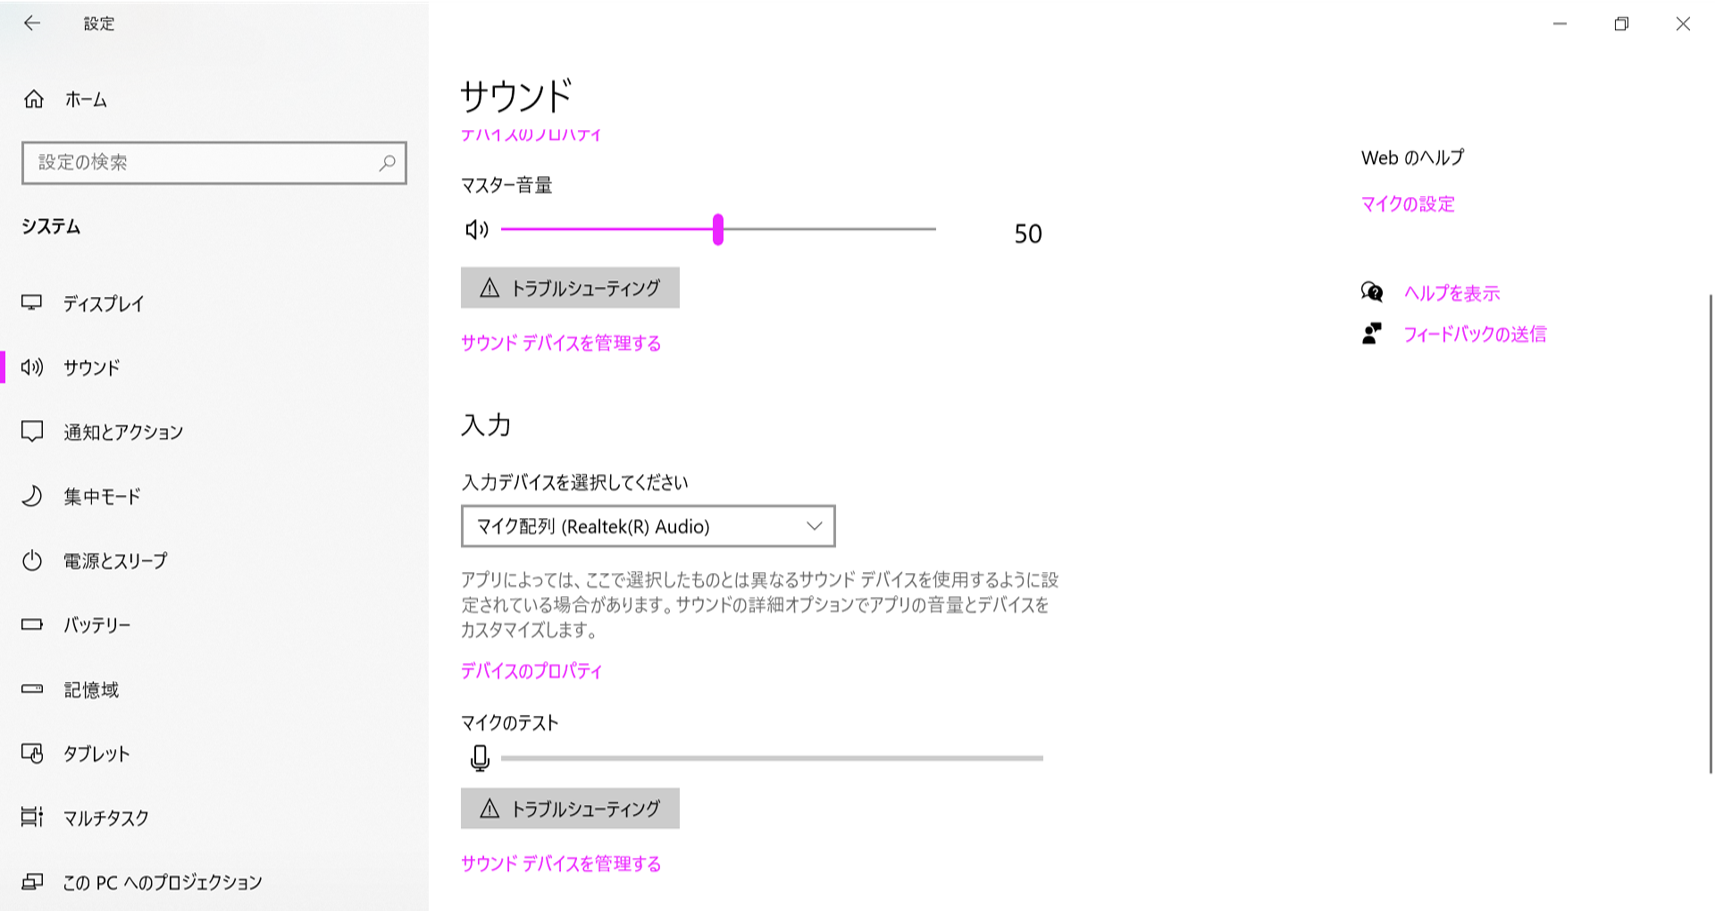 設定
ホーム
設定の検索
システム
ディスプレイ
サウンド
通知とアクション
集中モード
電源とスリープ
バッテリー
記憶域
タブレット
マルチタスク
この PC へのプロジェクション
サウンド
デバイスのプロパティ
マスター音量
50
トラブルシューティング
サウンド デバイスを管理する
入力
入力デバイスを選択してください
マイク配列 (Realtek(R) Audio)
アプリによっては、ここで選択したものとは異なるサウンド デバイスを使用するように設
定されている場合があります。サウンドの詳細オプションでアプリの音量とデバイスを
カスタマイズします。
デバイスのプロパティ
マイクのテスト
トラブルシューティング
サウンド デバイスを管理する
Web のヘルプ
マイクの設定
ヘルプを表示
フィードバックの送信